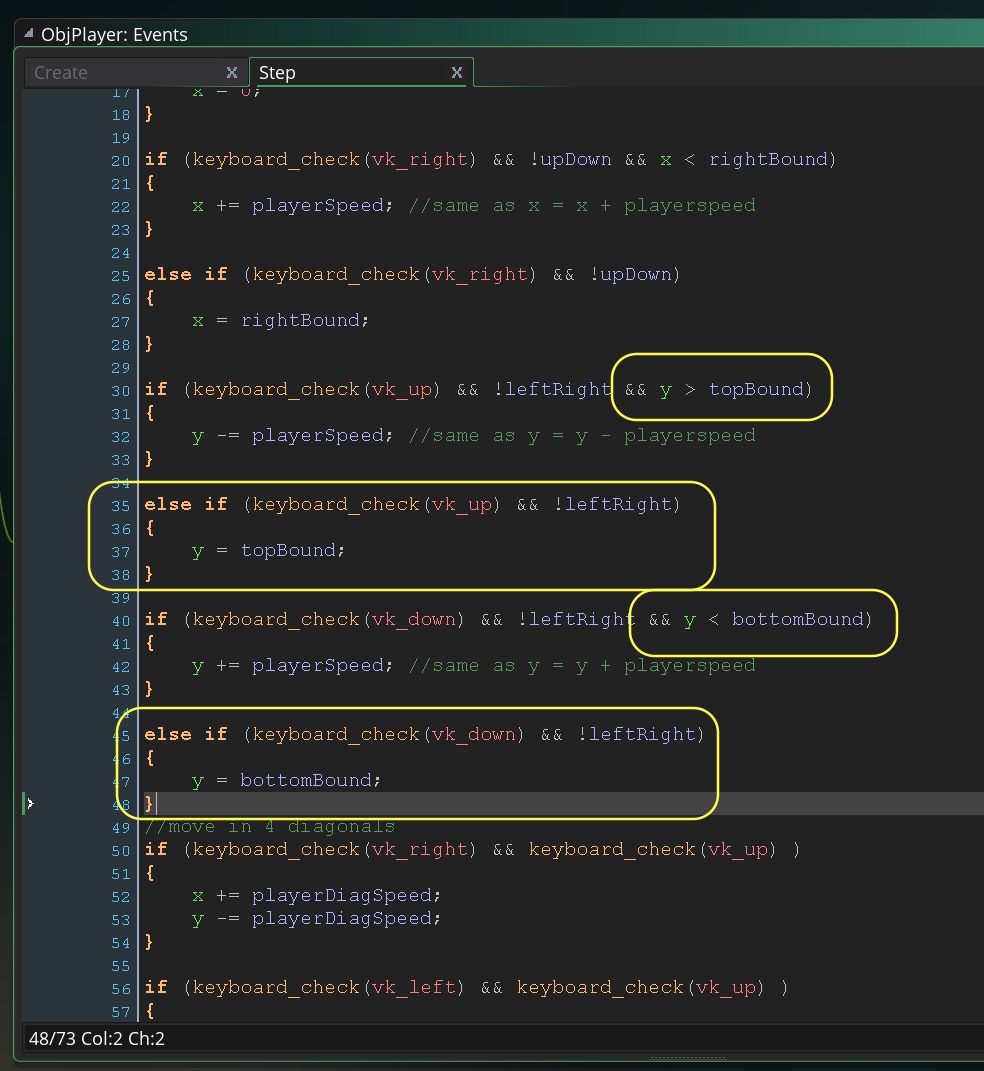 ObjPlayer: Events
Create x Step x
17 x = 0;
18 }
19
20 if (keyboard_check(vk_right) && !upDown && x < rightBound)
21 {
22 x += playerSpeed; //same as x = x + playerspeed
23 }
24
25 else if (keyboard_check(vk_right) && !upDown)
26 {
27 x = rightBound;
28 }
29
30 if (keyboard_check(vk_up) && !leftRight && y > topBound)
31 {
32 y -= playerSpeed; //same as y = y - playerspeed
33 }
34
35 else if (keyboard_check(vk_up) && !leftRight)
36 {
37 y = topBound;
38 }
39
40 if (keyboard_check(vk_down) && !leftRight && y < bottomBound)
41 {
42 y += playerSpeed; //same as y = y + playerspeed
43 }
44
45 else if (keyboard_check(vk_down) && !leftRight)
46 {
47 y = bottomBound;
48 }
49 //move in 4 diagonals
50 if (keyboard_check(vk_right) && keyboard_check(vk_up) )
51 {
52 x += playerDiagSpeed;
53 y -= playerDiagSpeed;
54 }
55
56 if (keyboard_check(vk_left) && keyboard_check(vk_up) )
57 {
48/73 Col:2 Ch:2